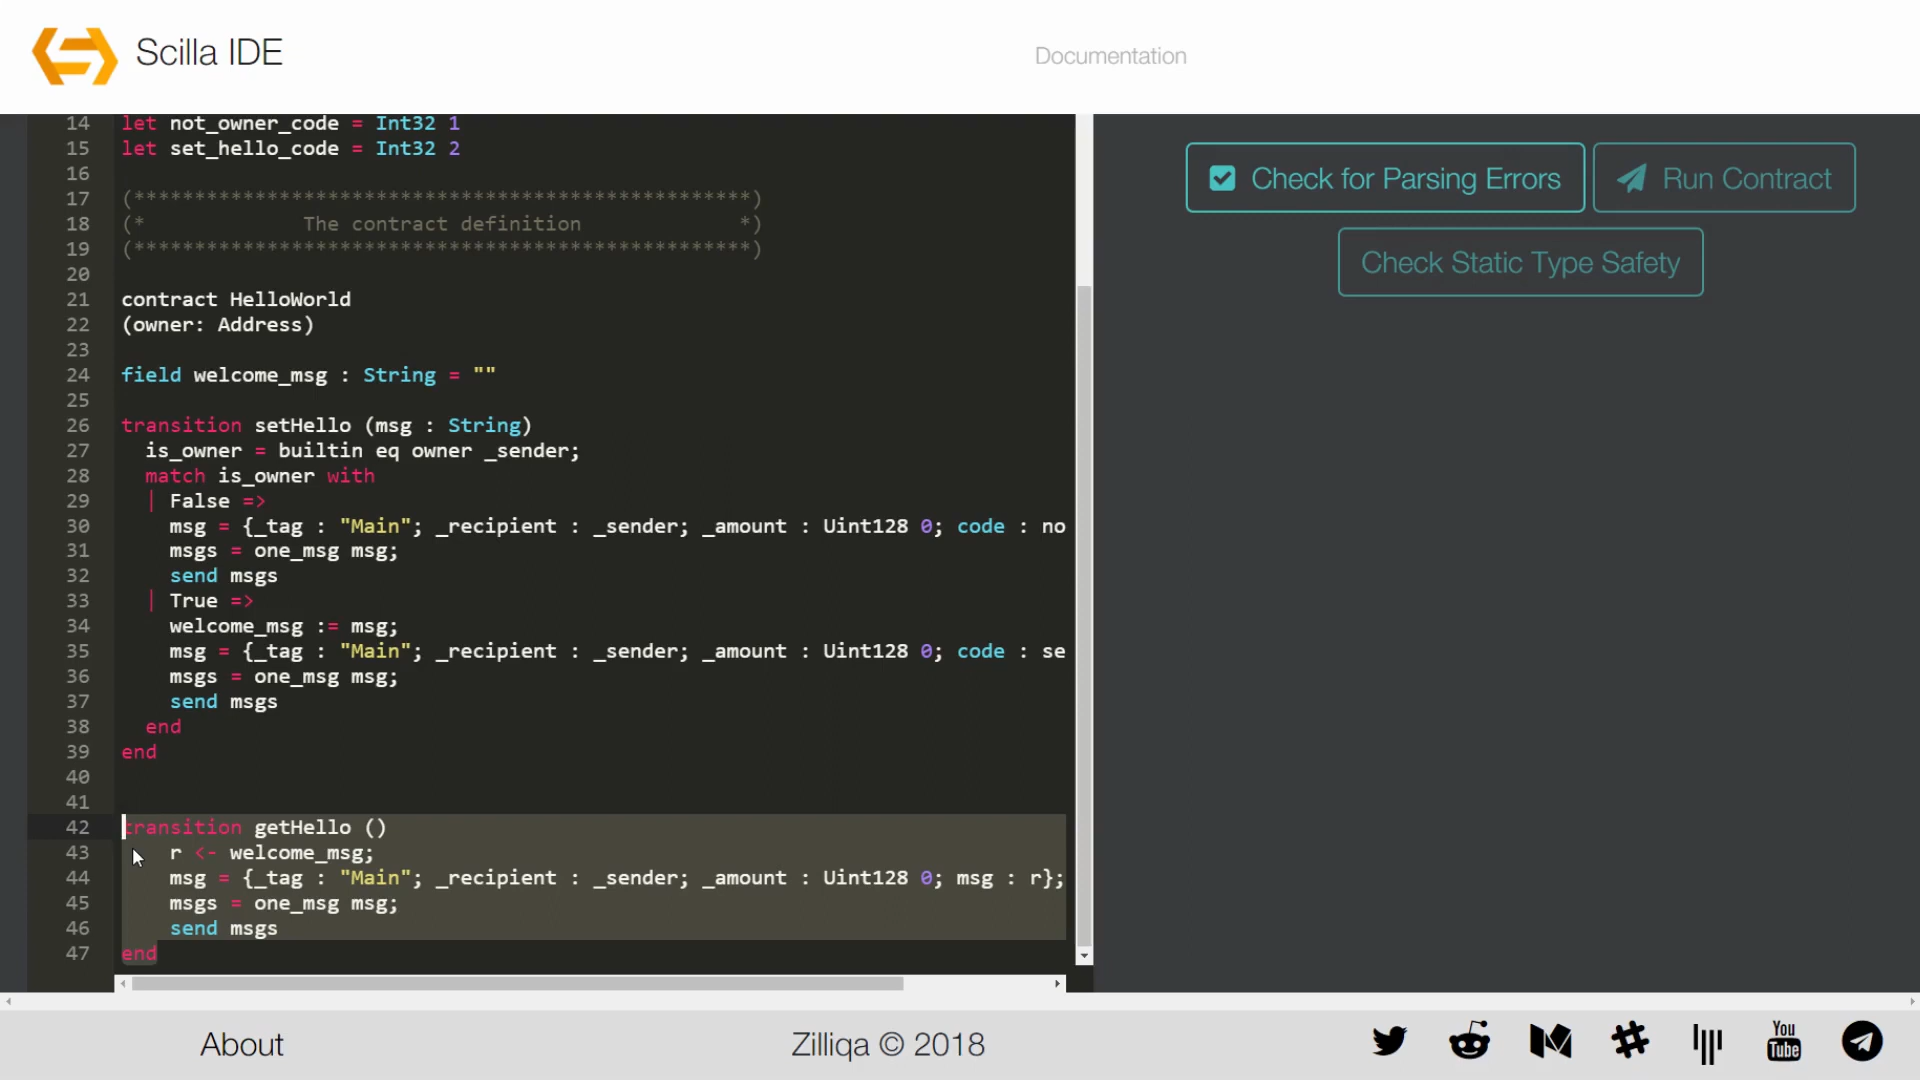 Scilla IDE
Documentation
14 let not_owner_code = Int32 1
15 let set_hello_code = Int32 2
16
17 (***************************************************)
18 (*             The contract definition             *)
19 (***************************************************)
20
21 contract HelloWorld
22 (owner: Address)
23
24 field welcome_msg : String = ""
25
26 transition setHello (msg : String)
27   is_owner = builtin eq owner _sender;
28   match is_owner with
29   | False =>
30     msg = {_tag : "Main"; _recipient : _sender; _amount : Uint128 0; code : no
31     msgs = one_msg msg;
32     send msgs
33   | True =>
34     welcome_msg := msg;
35     msg = {_tag : "Main"; _recipient : _sender; _amount : Uint128 0; code : se
36     msgs = one_msg msg;
37     send msgs
38   end
39 end
40
41
42 transition getHello ()
43     r <- welcome_msg;
44     msg = {_tag : "Main"; _recipient : _sender; _amount : Uint128 0; msg : r};
45     msgs = one_msg msg;
46     send msgs
47 end
Check for Parsing Errors
Run Contract
Check Static Type Safety
About
Zilliqa © 2018
You
Tube